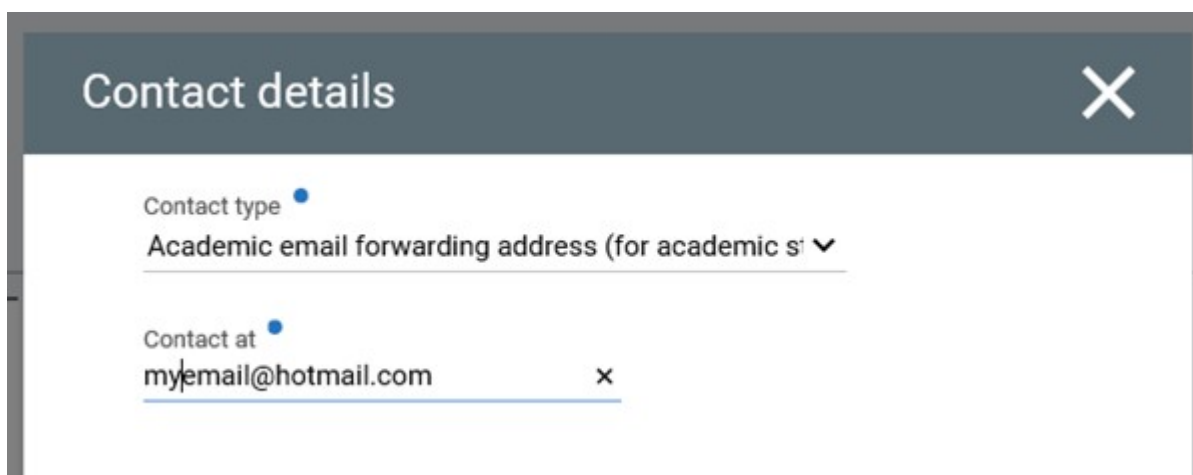 Contact details
Contact type
Academic email forwarding address (for academic s
Contact at
myemail@hotmail.com